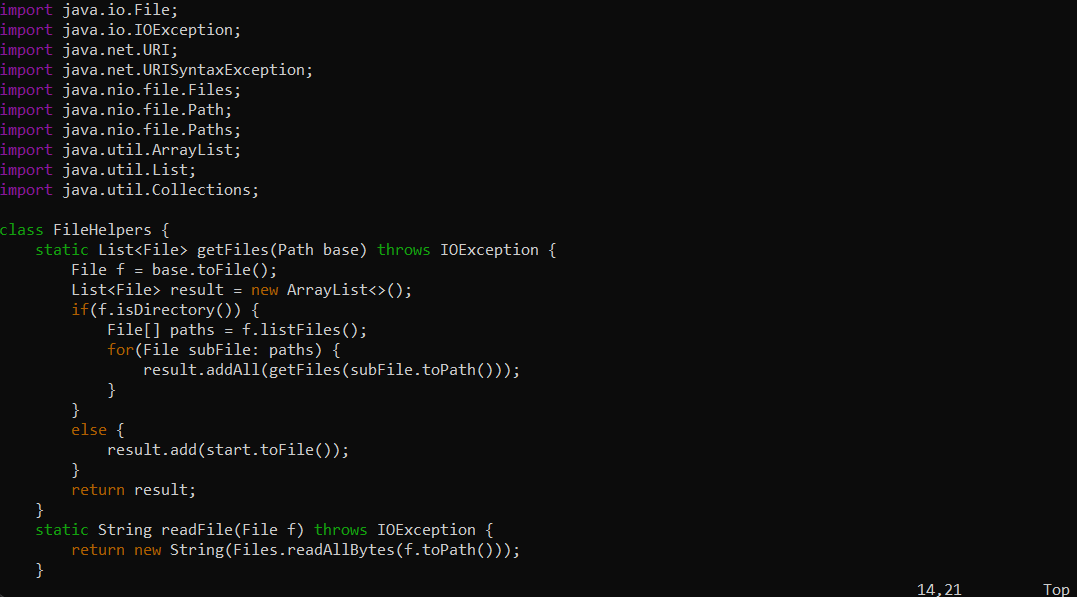 import java.io.File;
import java.io.IOException;
import java.net.URI;
import java.net.URISyntaxException;
import java.nio.file.Files;
import java.nio.file.Path;
import java.nio.file.Paths;
import java.util.ArrayList;
import java.util.List;
import java.util.Collections;

class FileHelpers {
    static List<File> getFiles(Path base) throws IOException {
        File f = base.toFile();
        List<File> result = new ArrayList<>();
        if(f.isDirectory()) {
            File[] paths = f.listFiles();
            for(File subFile: paths) {
                result.addAll(getFiles(subFile.toPath()));
            }
        }
        else {
            result.add(start.toFile());
        }
        return result;
    }
    static String readFile(File f) throws IOException {
        return new String(Files.readAllBytes(f.toPath()));
    }
14,21 Top